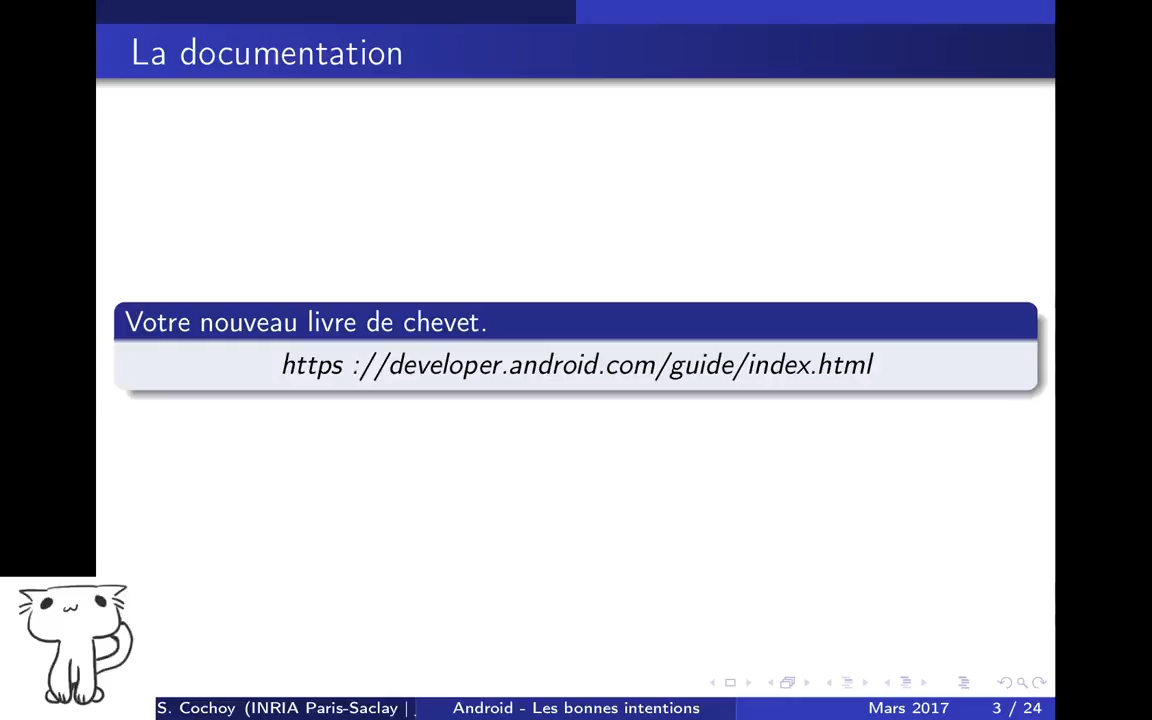 La documentation
Votre nouveau livre de chevet.
https ://developer.android.com/guide/index.html
S. Cochoy (INRIA Paris-Saclay | Android - Les bonnes intentions Mars 2017 3 / 24